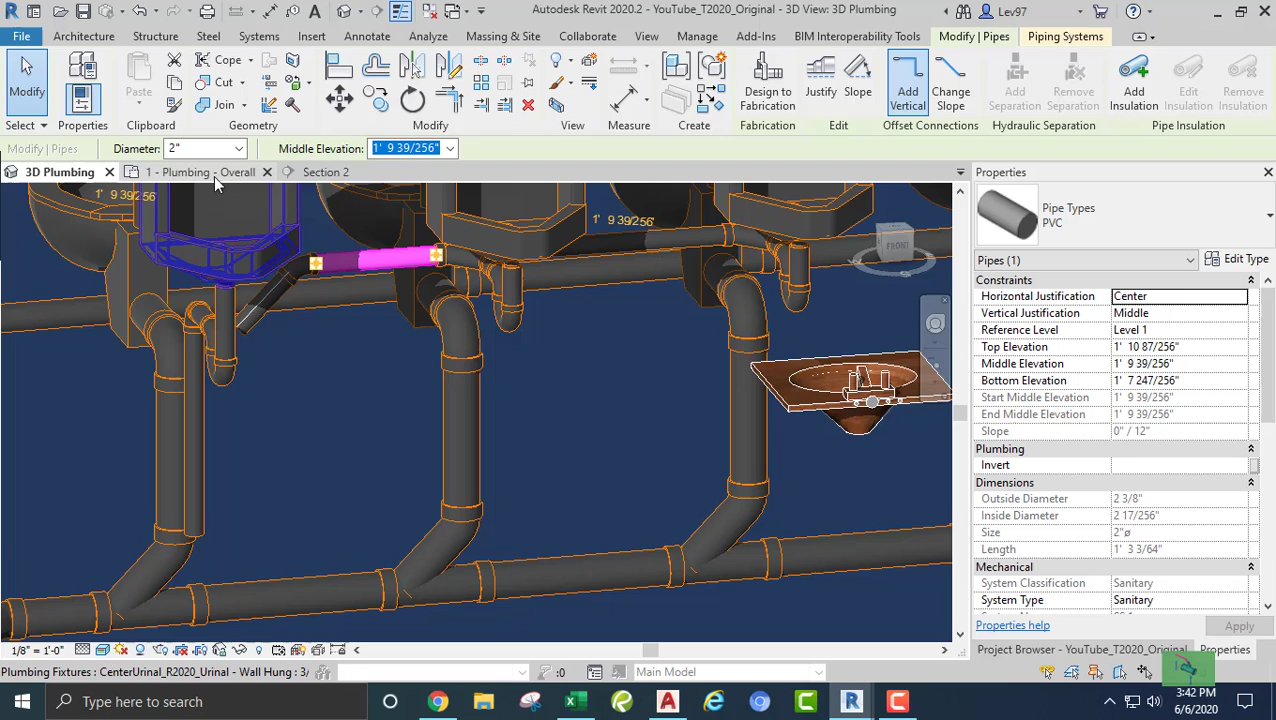 Autodesk Revit 2020.2 - YouTube_T2020_Original - 3D View: 3D Plumbing
Lev97
File
Architecture
Structure
Steel
Systems
Insert
Annotate
Analyze
Massing & Site
Collaborate
View
Manage
Add-Ins
BIM Interoperability Tools
Modify | Pipes
Piping Systems
Modify
Properties
Paste
Cope
Cut
Join
Design to
Fabrication
Justify
Slope
Add
Vertical
Change
Slope
Add
Separation
Remove
Separation
Add
Insulation
Edit
Insulation
Remove
Insulation
Select
Properties
Clipboard
Geometry
Modify
View
Measure
Create
Fabrication
Edit
Offset Connections
Hydraulic Separation
Pipe Insulation
Modify | Pipes
Diameter: 2"
Middle Elevation: 1' 9 39/256"
3D Plumbing
1 - Plumbing - Overall
Section 2
1' 9 39/256"
1' 9 39/256"
FRONT
Properties
Pipe Types
PVC
Pipes (1)
Edit Type
Constraints
Horizontal Justification Center
Vertical Justification Middle
Reference Level Level 1
Top Elevation 1' 10 87/256"
Middle Elevation 1' 9 39/256"
Bottom Elevation 1' 7 247/256"
Start Middle Elevation 1' 9 39/256"
End Middle Elevation 1' 9 39/256"
Slope 0" / 12"
Plumbing
Invert
Dimensions
Outside Diameter 2 3/8"
Inside Diameter 2 17/256"
Size 2"ø
Length 1' 3 3/64"
Mechanical
System Classification Sanitary
System Type Sanitary
Properties help
Apply
Project Browser - YouTube_T2020_Original
Properties
1/8" = 1'-0"
Plumbing Fixtures : CenterUrinal_R2020_Urinal - Wall Hung : 3/
:0
Main Model
Type here to search
3:42 PM
6/6/2020